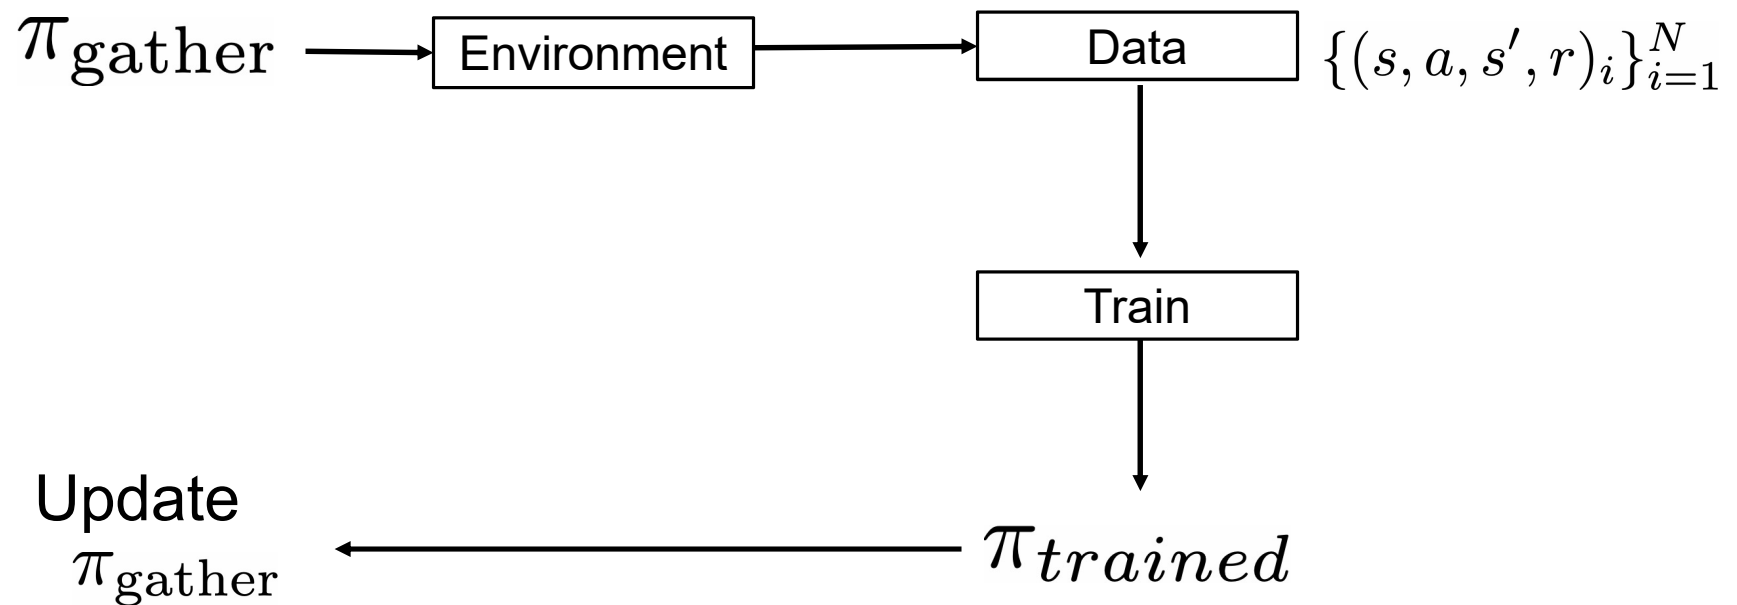 π_gather
Environment
Data
{(s, a, s′, r)_i}_{i=1}^N
Train
Update
π_gather
π_trained